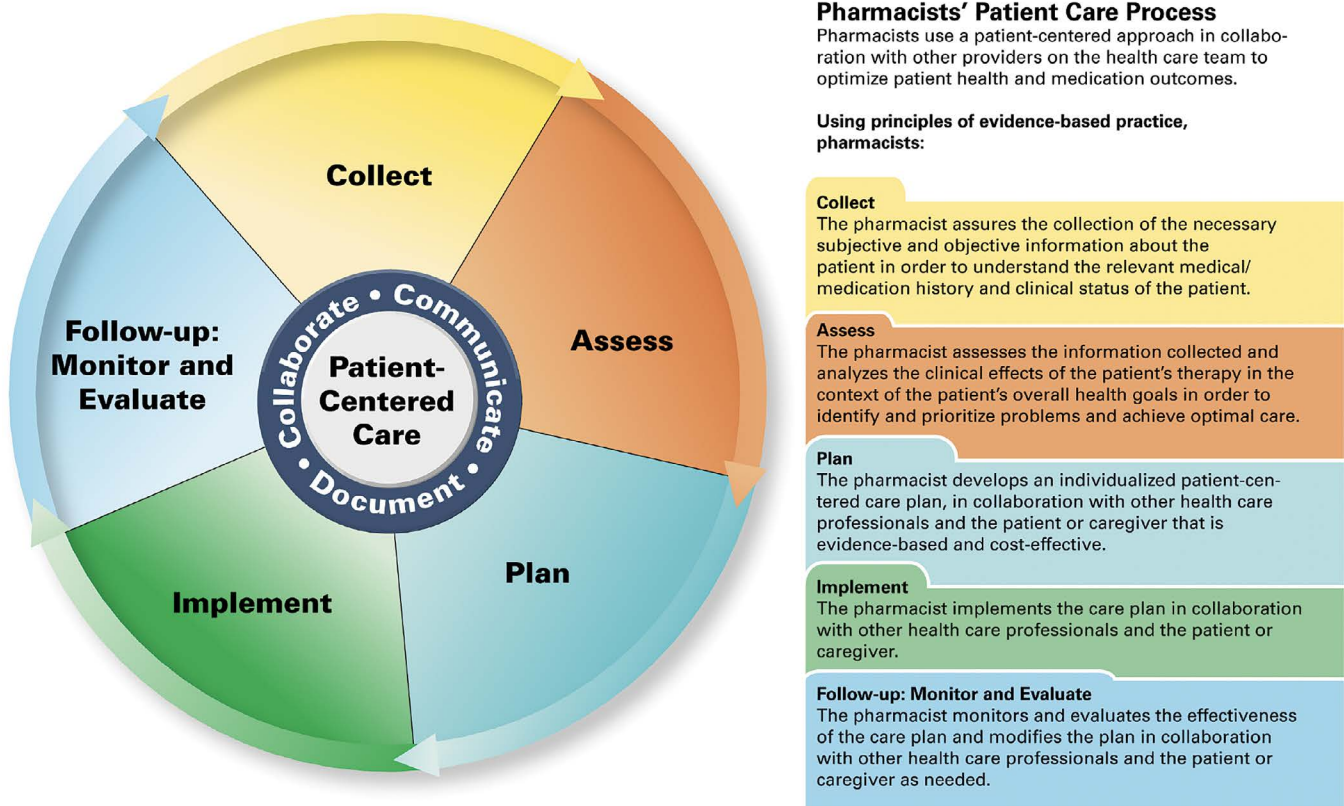 Collect
Assess
Plan
Implement
Follow-up:
Monitor and
Evaluate
Collaborate • Communicate • Document •
Patient-
Centered
Care
Pharmacists' Patient Care Process
Pharmacists use a patient-centered approach in collabo-
ration with other providers on the health care team to
optimize patient health and medication outcomes.
Using principles of evidence-based practice,
pharmacists:
Collect
The pharmacist assures the collection of the necessary
subjective and objective information about the
patient in order to understand the relevant medical/
medication history and clinical status of the patient.
Assess
The pharmacist assesses the information collected and
analyzes the clinical effects of the patient's therapy in the
context of the patient's overall health goals in order to
identify and prioritize problems and achieve optimal care.
Plan
The pharmacist develops an individualized patient-cen-
tered care plan, in collaboration with other health care
professionals and the patient or caregiver that is
evidence-based and cost-effective.
Implement
The pharmacist implements the care plan in collaboration
with other health care professionals and the patient or
caregiver.
Follow-up: Monitor and Evaluate
The pharmacist monitors and evaluates the effectiveness
of the care plan and modifies the plan in collaboration
with other health care professionals and the patient or
caregiver as needed.